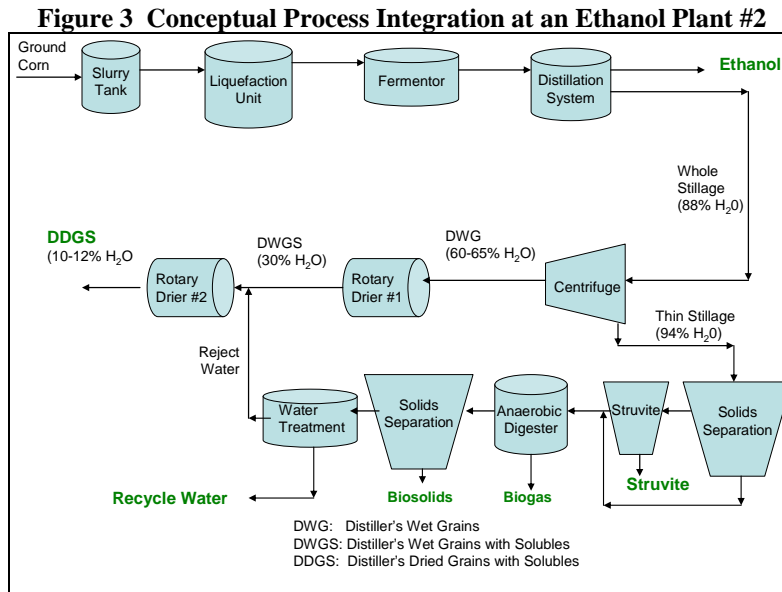 Figure 3 Conceptual Process Integration at an Ethanol Plant #2
Ground
Corn
Slurry
Tank
Liquefaction
Unit
Fermentor
Distillation
System
Ethanol
Whole
Stillage
(88% H20)
DDGS
(10-12% H2O
Rotary
Drier #2
DWGS
(30% H2O)
Rotary
Drier #1
DWG
(60-65% H2O)
Centrifuge
Thin Stillage
(94% H20)
Reject
Water
Water
Treatment
Solids
Separation
Anaerobic
Digester
Struvite
Solids
Separation
Recycle Water
Biosolids
Biogas
Struvite
DWG: Distiller's Wet Grains
DWGS: Distiller's Wet Grains with Solubles
DDGS: Distiller's Dried Grains with Solubles